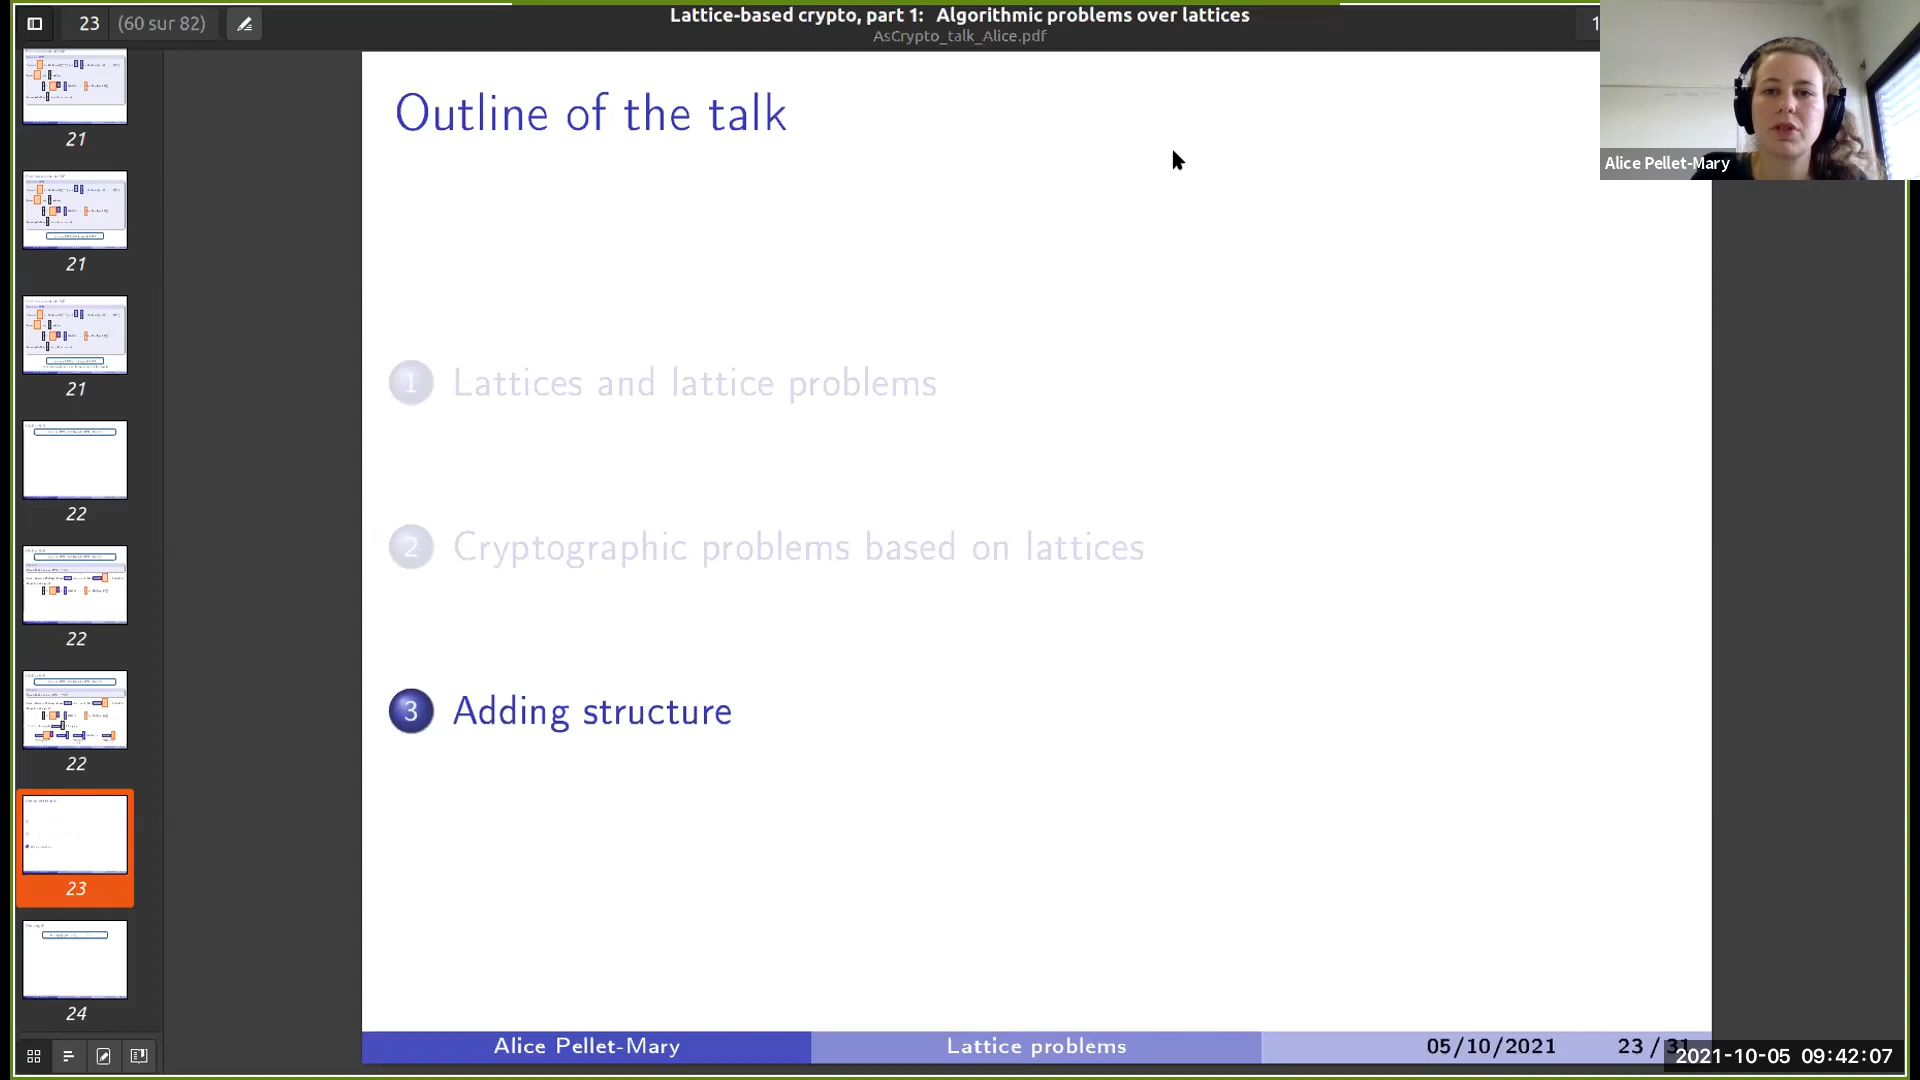 23 (60 sur 82)
Lattice-based crypto, part 1: Algorithmic problems over lattices
AsCrypto_talk_Alice.pdf
1
Alice Pellet-Mary
21
21
21
22
22
22
23
24
Outline of the talk
1 Lattices and lattice problems
2 Cryptographic problems based on lattices
3 Adding structure
Alice Pellet-Mary Lattice problems 05/10/2021 23 / 31
2021-10-05 09:42:07